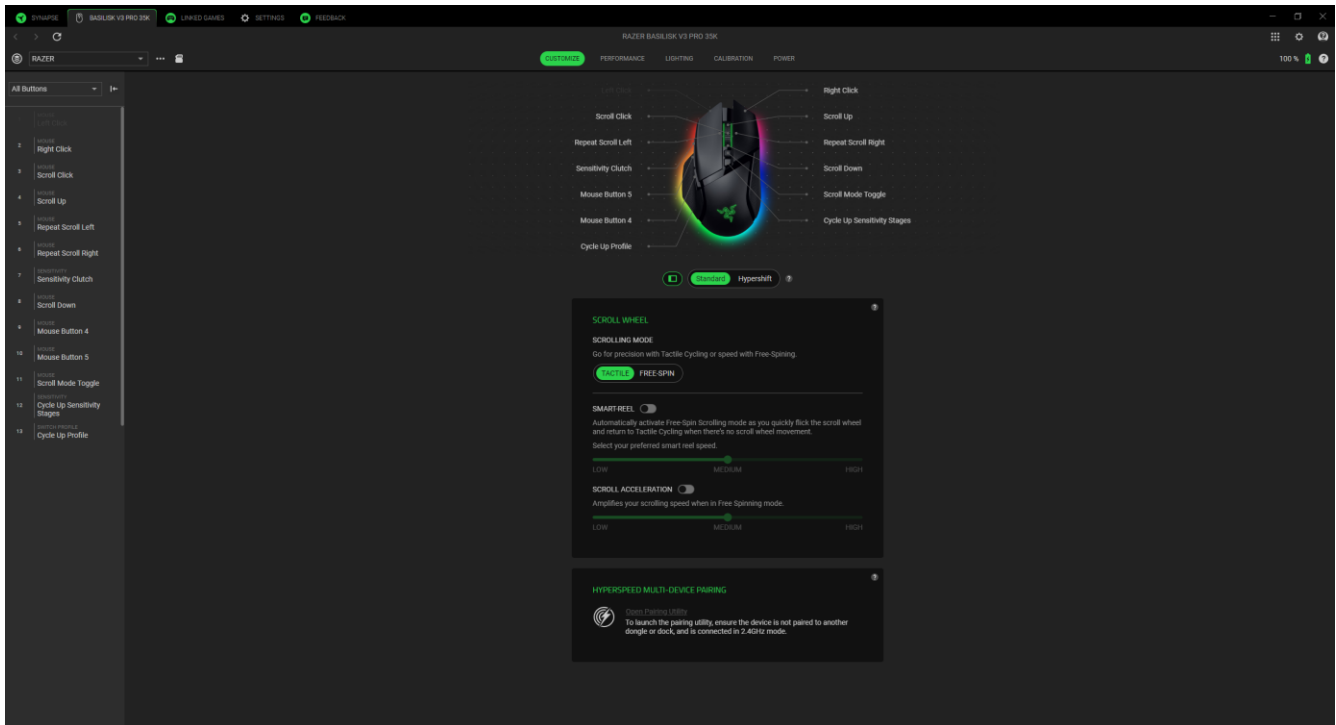 SYNAPSE
BASILISK V3 PRO 35K
LINKED GAMES
SETTINGS
FEEDBACK
RAZER BASILISK V3 PRO 35K
RAZER
CUSTOMIZE
PERFORMANCE
LIGHTING
CALIBRATION
POWER
100 %
All Buttons
1
MOUSE
Left Click
2
MOUSE
Right Click
3
MOUSE
Scroll Click
4
MOUSE
Scroll Up
5
MOUSE
Repeat Scroll Left
6
MOUSE
Repeat Scroll Right
7
SENSITIVITY
Sensitivity Clutch
8
MOUSE
Scroll Down
9
MOUSE
Mouse Button 4
10
MOUSE
Mouse Button 5
11
MOUSE
Scroll Mode Toggle
12
SENSITIVITY
Cycle Up Sensitivity
Stages
13
SWITCH PROFILE
Cycle Up Profile
Left Click
Scroll Click
Repeat Scroll Left
Sensitivity Clutch
Mouse Button 5
Mouse Button 4
Cycle Up Profile
Right Click
Scroll Up
Repeat Scroll Right
Scroll Down
Scroll Mode Toggle
Cycle Up Sensitivity Stages
Standard
Hypershift
SCROLL WHEEL
SCROLLING MODE
Go for precision with Tactile Cycling or speed with Free-Spining.
TACTILE
FREE-SPIN
SMART-REEL
Automatically activate Free-Spin Scrolling mode as you quickly flick the scroll wheel
and return to Tactile Cycling when there's no scroll wheel movement.
Select your preferred smart reel speed.
LOW
MEDIUM
HIGH
SCROLL ACCELERATION
Amplifies your scrolling speed when in Free Spinning mode.
LOW
MEDIUM
HIGH
HYPERSPEED MULTI-DEVICE PAIRING
Open Pairing Utility
To launch the pairing utility, ensure the device is not paired to another
dongle or dock, and is connected in 2.4GHz mode.